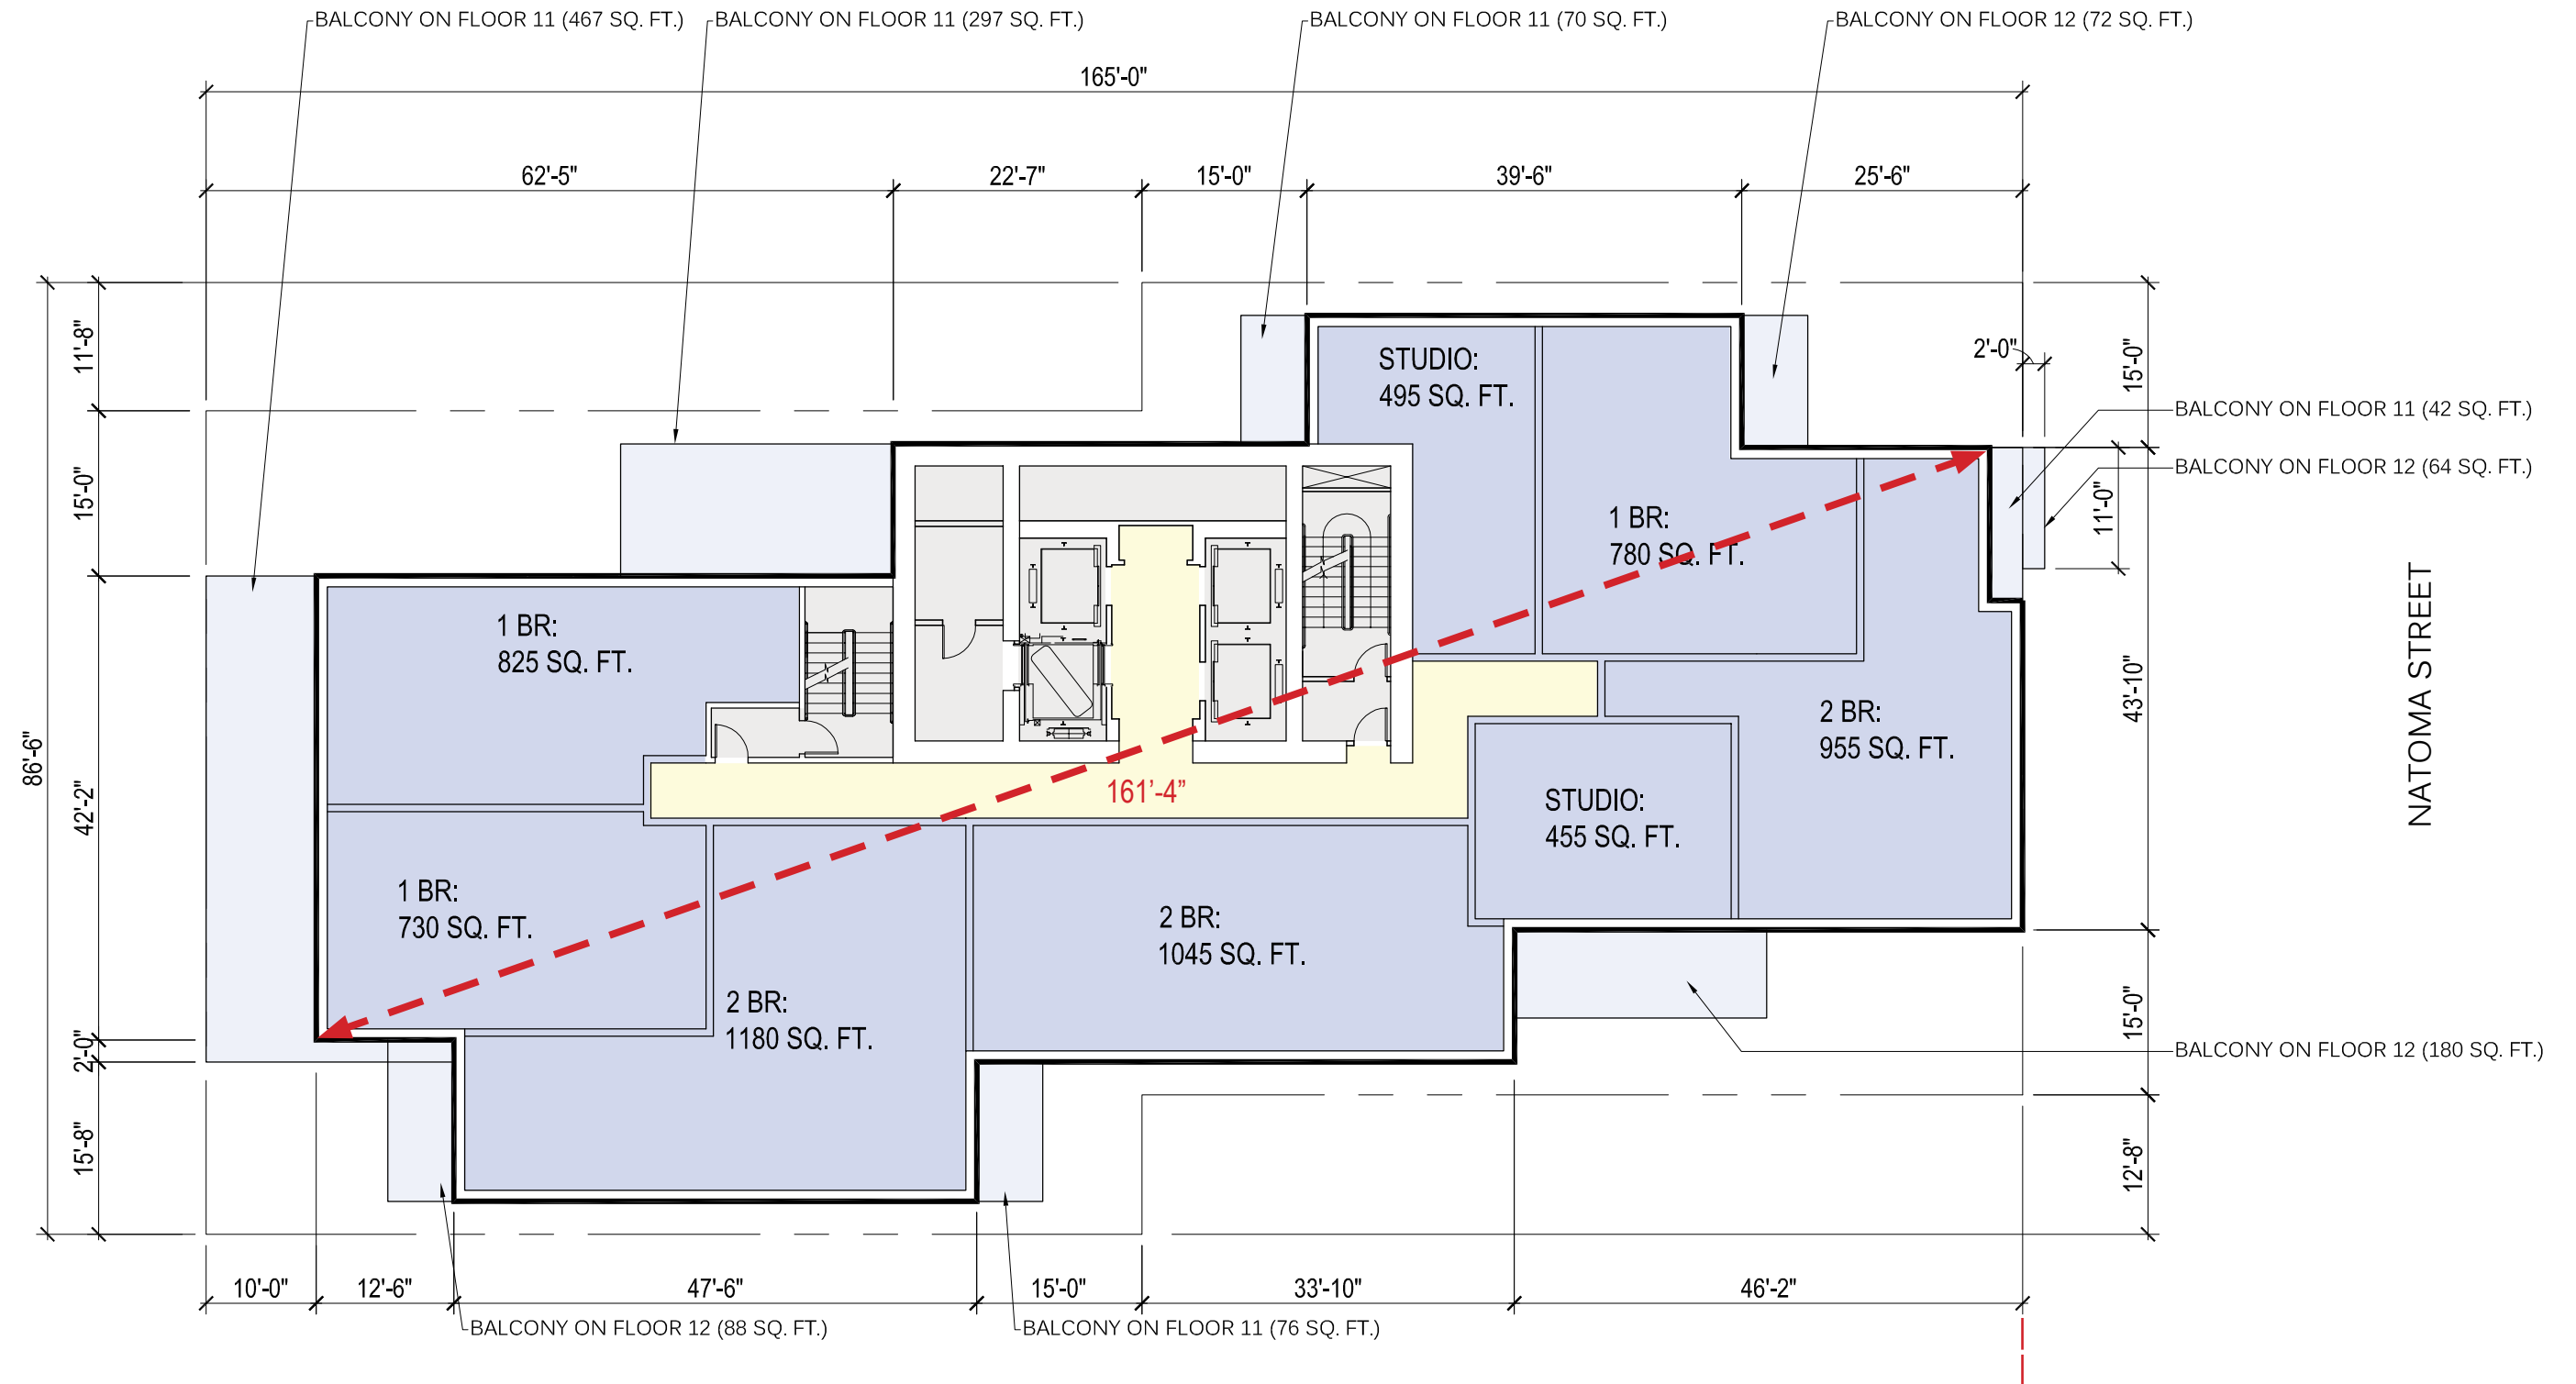 BALCONY ON FLOOR 11 (467 SQ. FT.)
BALCONY ON FLOOR 11 (297 SQ. FT.)
BALCONY ON FLOOR 11 (70 SQ. FT.)
BALCONY ON FLOOR 12 (72 SQ. FT.)
165'-0"
62'-5"
22'-7"
15'-0"
39'-6"
25'-6"
86'-6"
11'-8"
15'-0"
42'-2"
2'-0"
15'-8"
STUDIO:
495 SQ. FT.
1 BR:
780 SQ. FT.
1 BR:
825 SQ. FT.
2 BR:
955 SQ. FT.
STUDIO:
455 SQ. FT.
161'-4”
1 BR:
730 SQ. FT.
2 BR:
1180 SQ. FT.
2 BR:
1045 SQ. FT.
2'-0"
15'-0"
BALCONY ON FLOOR 11 (42 SQ. FT.)
BALCONY ON FLOOR 12 (64 SQ. FT.)
11'-0"
43'-10"
NATOMA STREET
15'-0"
BALCONY ON FLOOR 12 (180 SQ. FT.)
12'-8"
10'-0"
12'-6"
47'-6"
15'-0"
33'-10"
46'-2"
BALCONY ON FLOOR 12 (88 SQ. FT.)
BALCONY ON FLOOR 11 (76 SQ. FT.)